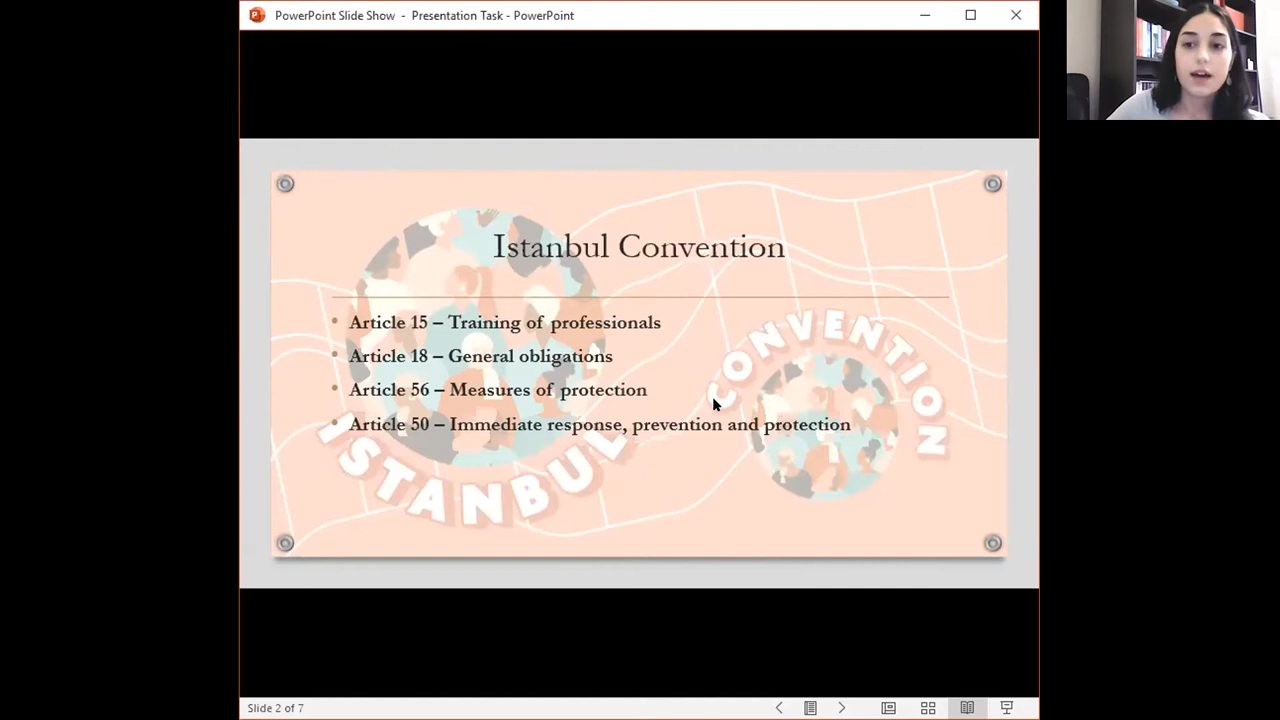 PowerPoint Slide Show - Presentation Task - PowerPoint
Istanbul Convention
• Article 15 – Training of professionals
• Article 18 – General obligations
• Article 56 – Measures of protection
• Article 50 – Immediate response, prevention and protection
ISTANBUL
CONVENTION
Slide 2 of 7